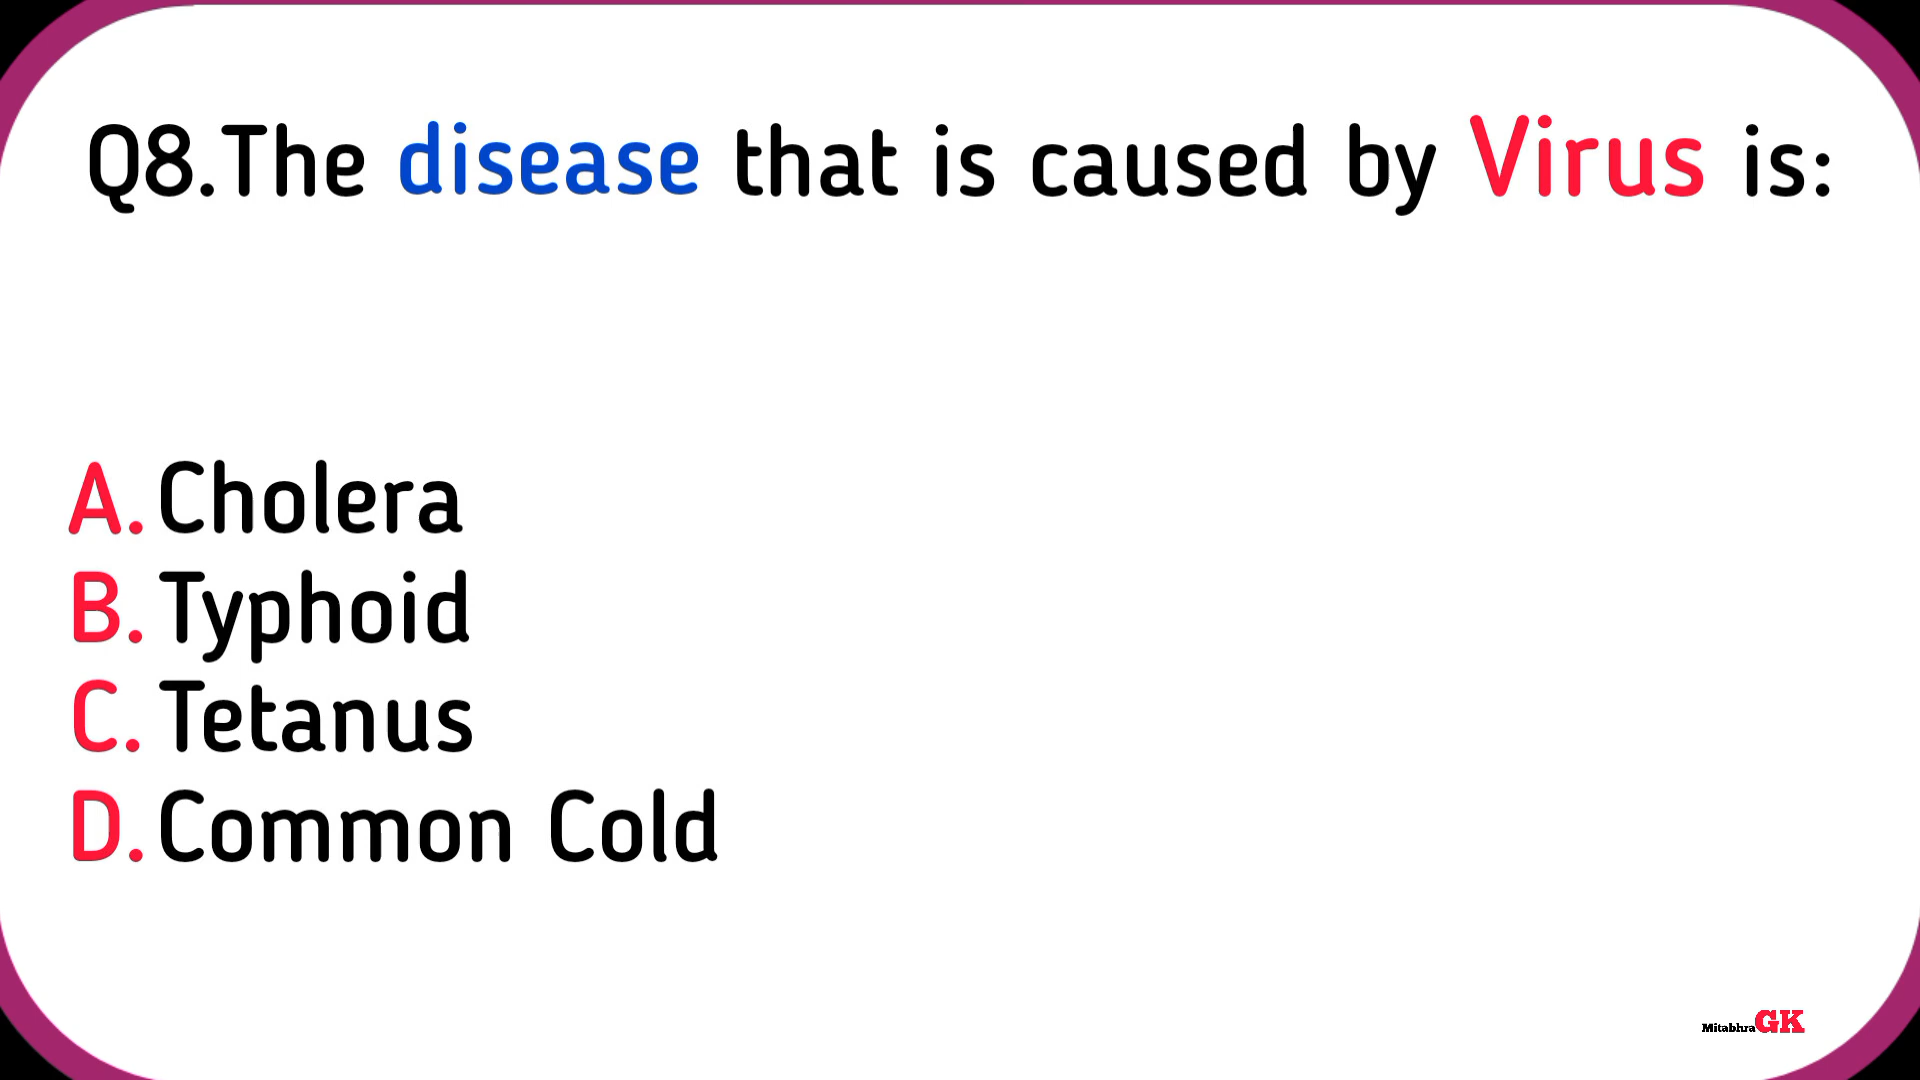 Q8.The disease that is caused by Virus is:
A. Cholera
B. Typhoid
C. Tetanus
D. Common Cold
MitabhraGK